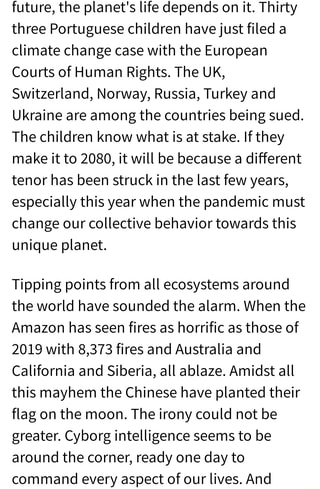 future, the planet's life depends on it. Thirty
three Portuguese children have just filed a
climate change case with the European
Courts of Human Rights. The UK,
Switzerland, Norway, Russia, Turkey and
Ukraine are among the countries being sued.
The children know what is at stake. If they
make it to 2080, it will be because a different
tenor has been struck in the last few years,
especially this year when the pandemic must
change our collective behavior towards this
unique planet.
Tipping points from all ecosystems around
the world have sounded the alarm. When the
Amazon has seen fires as horrific as those of
2019 with 8,373 fires and Australia and
California and Siberia, all ablaze. Amidst all
this mayhem the Chinese have planted their
flag on the moon. The irony could not be
greater. Cyborg intelligence seems to be
around the corner, ready one day to
command every aspect of our lives. And